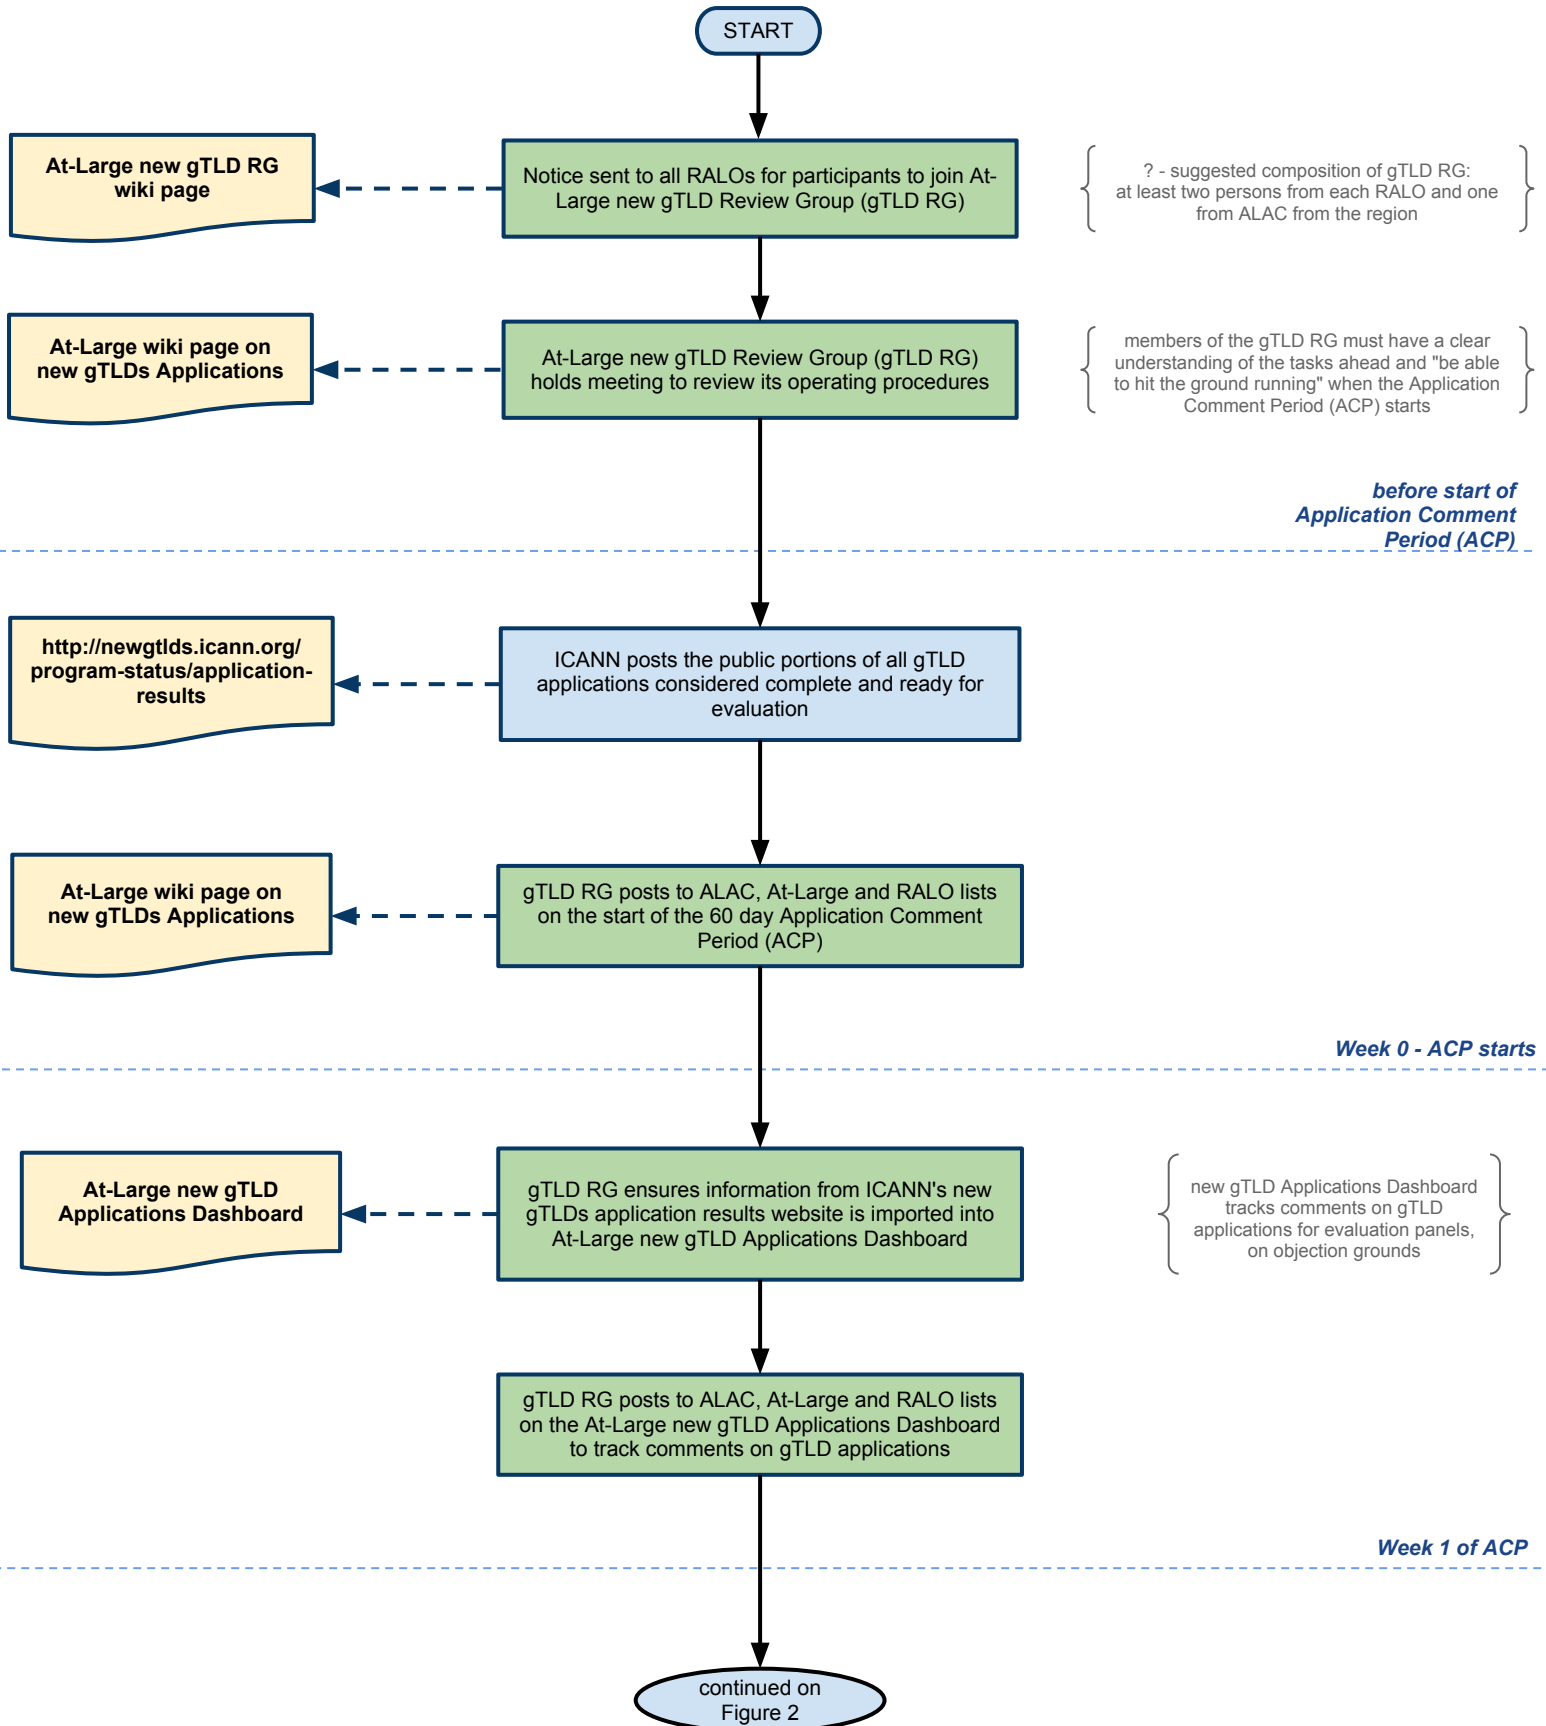 START
At-Large new gTLD RG
wiki page
Notice sent to all RALOs for participants to join At-
Large new gTLD Review Group (gTLD RG)
? - suggested composition of gTLD RG:
at least two persons from each RALO and one
from ALAC from the region
At-Large wiki page on
new gTLDs Applications
At-Large new gTLD Review Group (gTLD RG)
holds meeting to review its operating procedures
members of the gTLD RG must have a clear
understanding of the tasks ahead and "be able
to hit the ground running" when the Application
Comment Period (ACP) starts
before start of
Application Comment
Period (ACP)
http://newgtlds.icann.org/
program-status/application-
results
ICANN posts the public portions of all gTLD
applications considered complete and ready for
evaluation
At-Large wiki page on
new gTLDs Applications
gTLD RG posts to ALAC, At-Large and RALO lists
on the start of the 60 day Application Comment
Period (ACP)
Week 0 - ACP starts
At-Large new gTLD
Applications Dashboard
gTLD RG ensures information from ICANN's new
gTLDs application results website is imported into
At-Large new gTLD Applications Dashboard
new gTLD Applications Dashboard
tracks comments on gTLD
applications for evaluation panels,
on objection grounds
gTLD RG posts to ALAC, At-Large and RALO lists
on the At-Large new gTLD Applications Dashboard
to track comments on gTLD applications
Week 1 of ACP
continued on
Figure 2